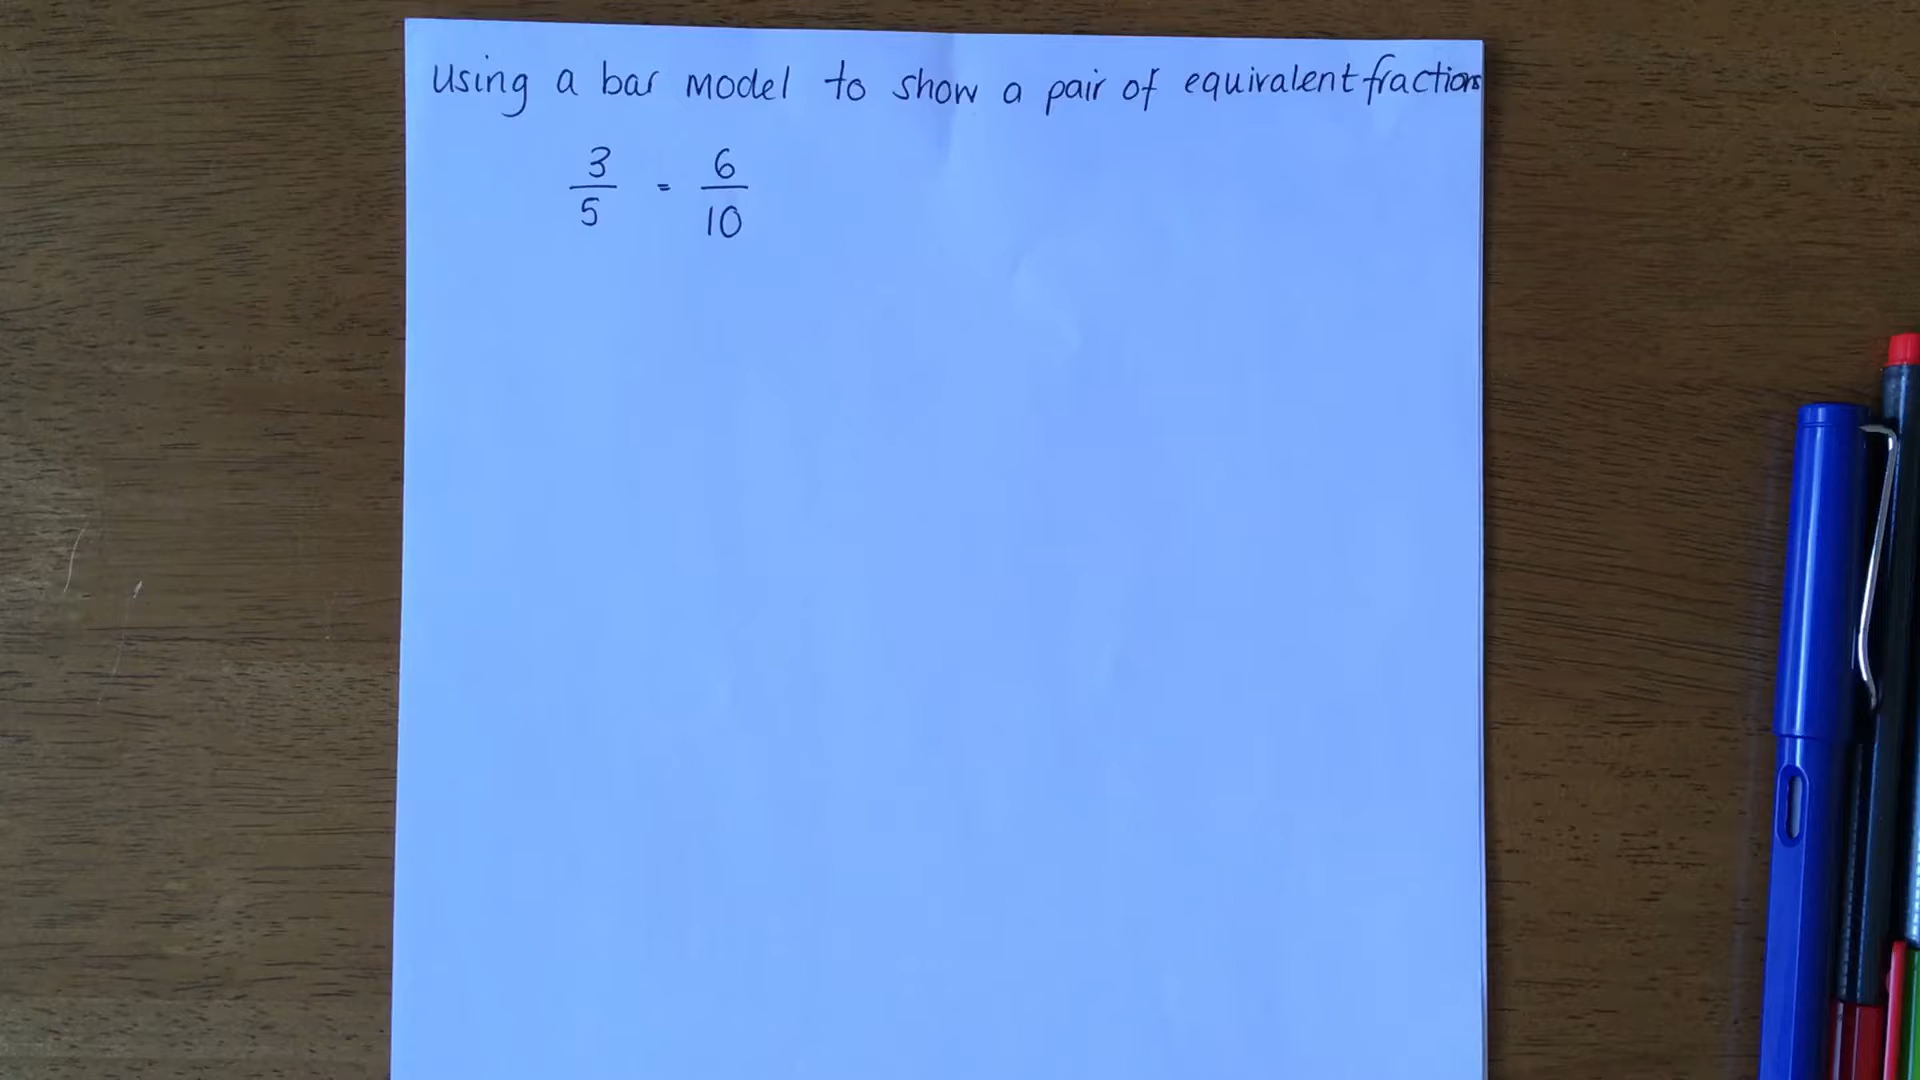 Using a bar model to show a pair of equivalent fractions
3/5 = 6/10